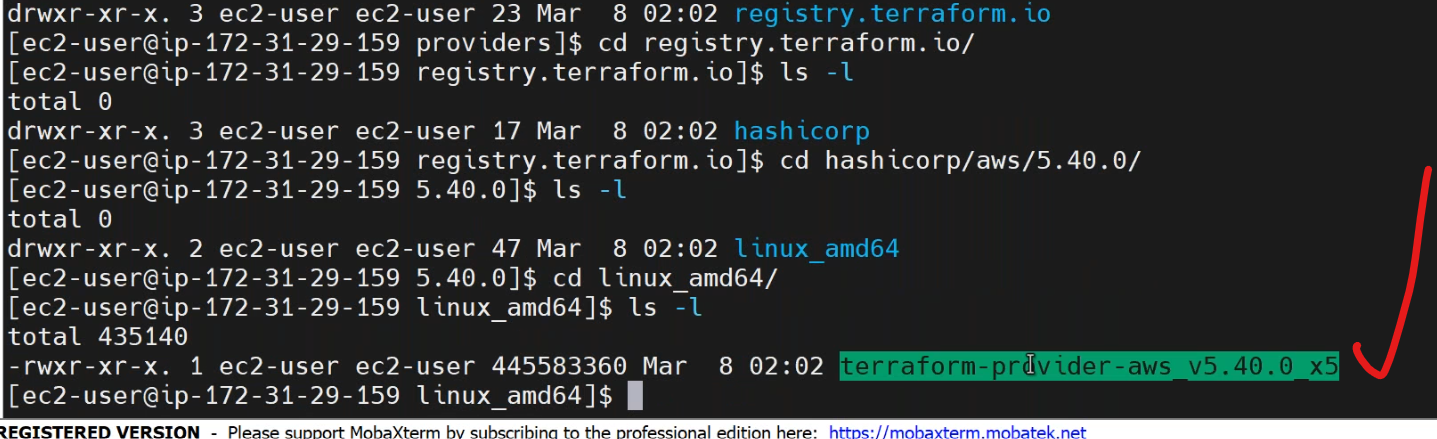 drwxr-xr-x. 3 ec2-user ec2-user 23 Mar  8 02:02 registry.terraform.io
[ec2-user@ip-172-31-29-159 providers]$ cd registry.terraform.io/
[ec2-user@ip-172-31-29-159 registry.terraform.io]$ ls -l
total 0
drwxr-xr-x. 3 ec2-user ec2-user 17 Mar  8 02:02 hashicorp
[ec2-user@ip-172-31-29-159 registry.terraform.io]$ cd hashicorp/aws/5.40.0/
[ec2-user@ip-172-31-29-159 5.40.0]$ ls -l
total 0
drwxr-xr-x. 2 ec2-user ec2-user 47 Mar  8 02:02 linux_amd64
[ec2-user@ip-172-31-29-159 5.40.0]$ cd linux_amd64/
[ec2-user@ip-172-31-29-159 linux_amd64]$ ls -l
total 435140
-rwxr-xr-x. 1 ec2-user ec2-user 445583360 Mar  8 02:02 terraform-provider-aws_v5.40.0_x5
[ec2-user@ip-172-31-29-159 linux_amd64]$
REGISTERED VERSION - Please support MobaXterm by subscribing to the professional edition here: https://mobaxterm.mobatek.net